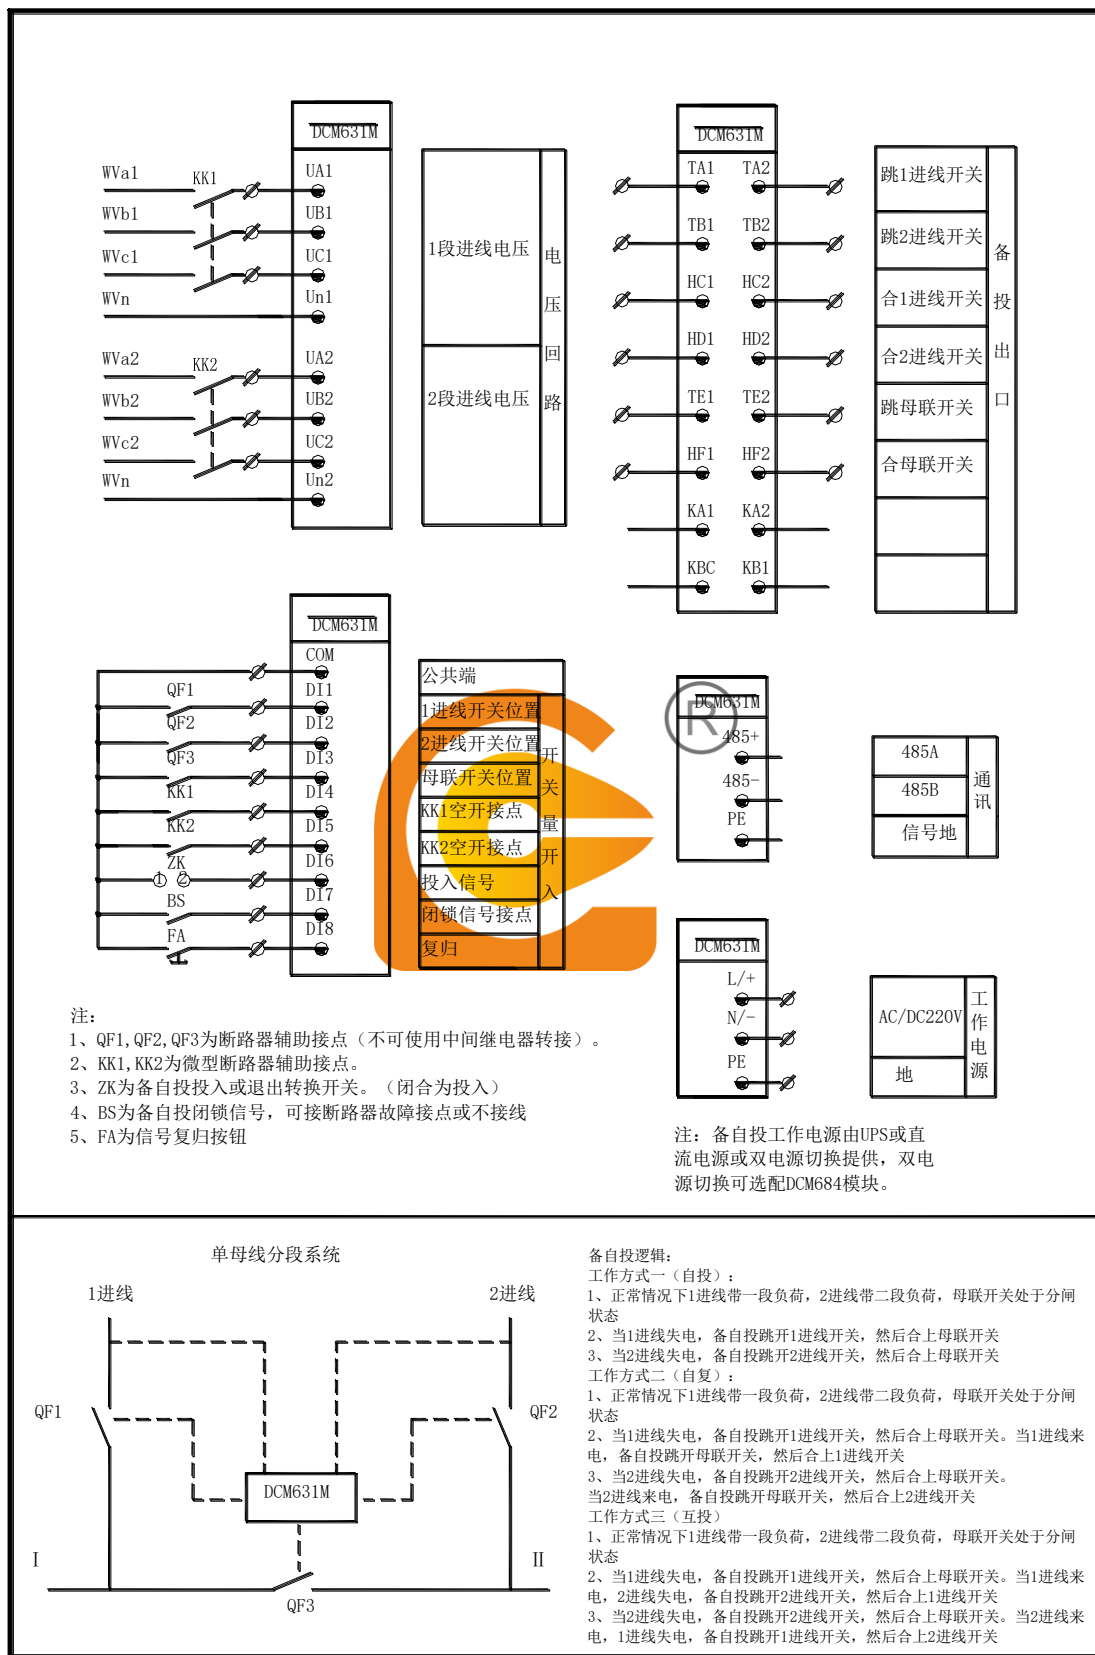 DCM631M
WVa1
KK1
UA1
WVb1
UB1
WVc1
UC1
WVn
Un1
WVa2
KK2
UA2
WVb2
UB2
WVc2
UC2
WVn
Un2
1段进线电压
2段进线电压
电压回路
DCM631M
TA1 TA2
TB1 TB2
HC1 HC2
HD1 HD2
TE1 TE2
HF1 HF2
KA1 KA2
KBC KB1
跳1进线开关
跳2进线开关
合1进线开关
合2进线开关
跳母联开关
合母联开关
备投出口
DCM631M
COM
QF1 DI1
QF2 DI2
QF3 DI3
KK1 DI4
KK2 DI5
ZK DI6
1 2
BS DI7
FA DI8
公共端
1进线开关位置
2进线开关位置
母联开关位置
KK1空开接点
KK2空开接点
投入信号
闭锁信号接点
复归
开关量开入
R
DCM631M
485+
485-
PE
485A
485B
信号地
通讯
DCM631M
L/+
N/-
PE
AC/DC220V
地
工作电源
注:
1、QF1,QF2,QF3为断路器辅助接点（不可使用中间继电器转接）。
2、KK1,KK2为微型断路器辅助接点。
3、ZK为备自投投入或退出转换开关。（闭合为投入）
4、BS为备自投闭锁信号，可接断路器故障接点或不接线
5、FA为信号复归按钮
注：备自投工作电源由UPS或直
流电源或双电源切换提供，双电
源切换可选配DCM684模块。
单母线分段系统
1进线
2进线
QF1
QF2
DCM631M
I
II
QF3
备自投逻辑:
工作方式一（自投）:
1、正常情况下1进线带一段负荷，2进线带二段负荷，母联开关处于分闸
状态
2、当1进线失电，备自投跳开1进线开关，然后合上母联开关
3、当2进线失电，备自投跳开2进线开关，然后合上母联开关
工作方式二（自复）:
1、正常情况下1进线带一段负荷，2进线带二段负荷，母联开关处于分闸
状态
2、当1进线失电，备自投跳开1进线开关，然后合上母联开关。当1进线来
电，备自投跳开母联开关，然后合上1进线开关
3、当2进线失电，备自投跳开2进线开关，然后合上母联开关。
当2进线来电，备自投跳开母联开关，然后合上2进线开关
工作方式三（互投）
1、正常情况下1进线带一段负荷，2进线带二段负荷，母联开关处于分闸
状态
2、当1进线失电，备自投跳开1进线开关，然后合上母联开关。当1进线来
电，2进线失电，备自投跳开2进线开关，然后合上1进线开关
3、当2进线失电，备自投跳开2进线开关，然后合上母联开关。当2进线来
电，1进线失电，备自投跳开1进线开关，然后合上2进线开关